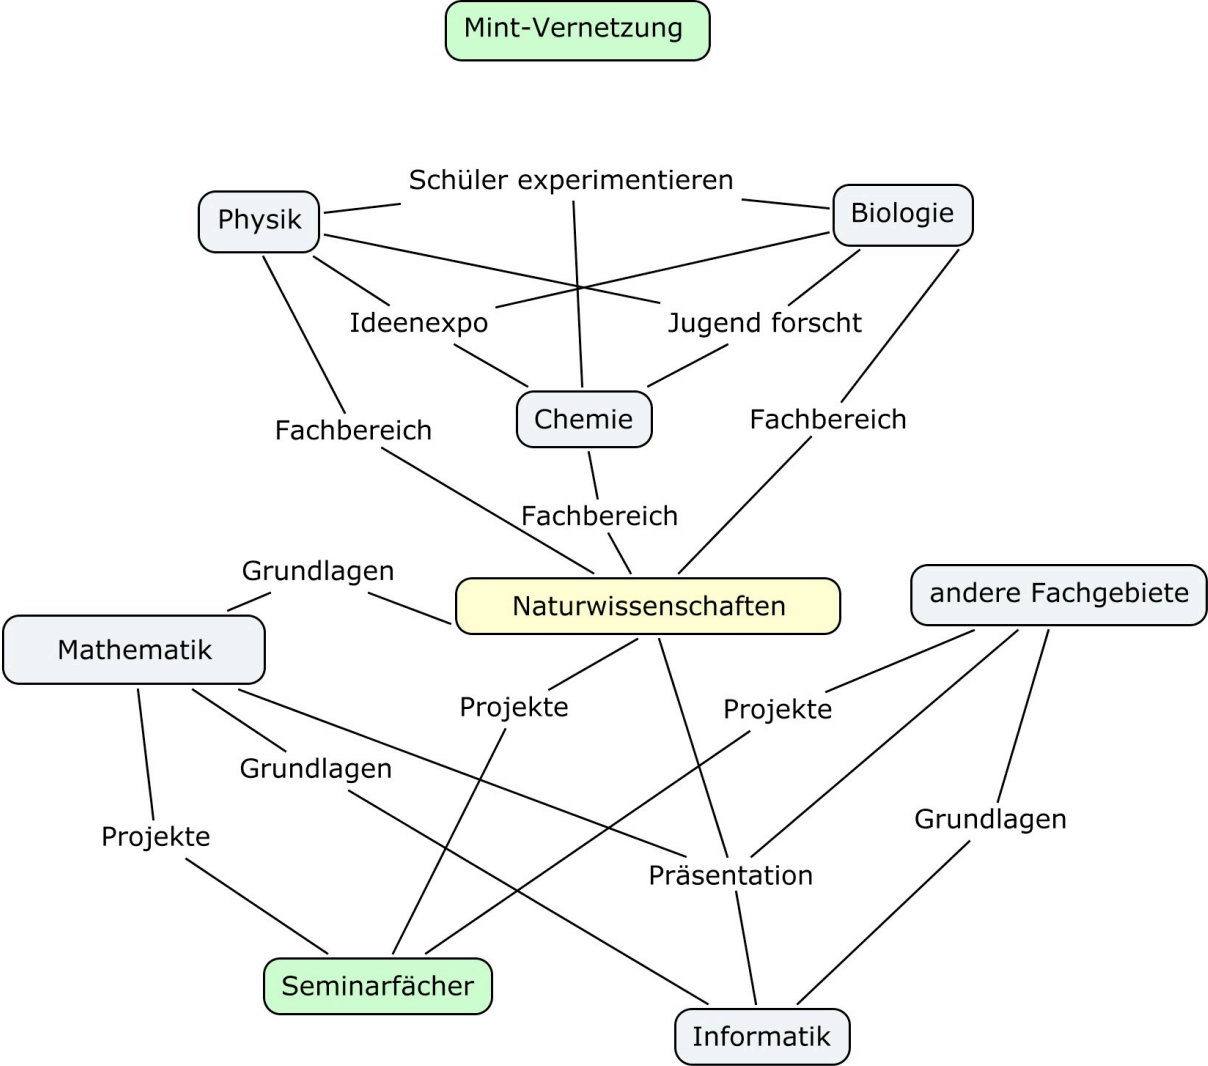 Mint-Vernetzung
Schüler experimentieren
Physik
Biologie
Ideenexpo
Jugend forscht
Chemie
Fachbereich
Fachbereich
Fachbereich
Grundlagen
Naturwissenschaften
andere Fachgebiete
Mathematik
Projekte
Projekte
Grundlagen
Projekte
Grundlagen
Präsentation
Seminarfächer
Informatik